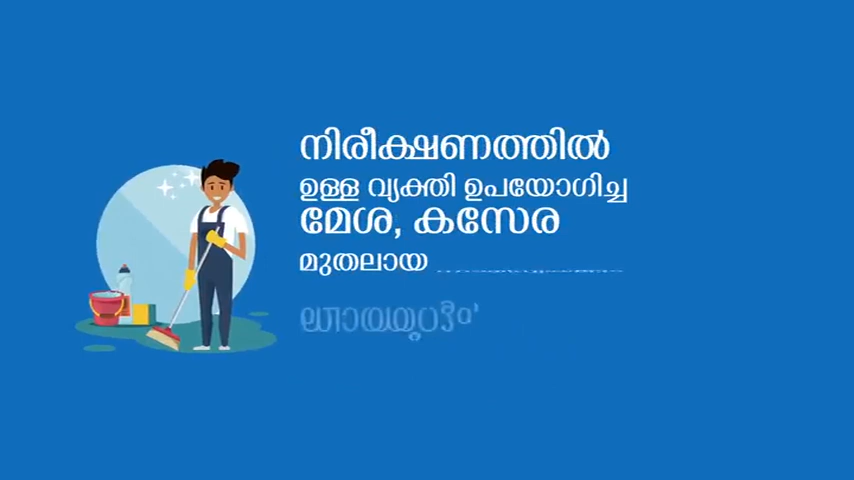 നിരീക്ഷണത്തിൽ
ഉള്ള വ്യക്തി ഉപയോഗിച്ച
മേശ, കസേര
മുതലായ